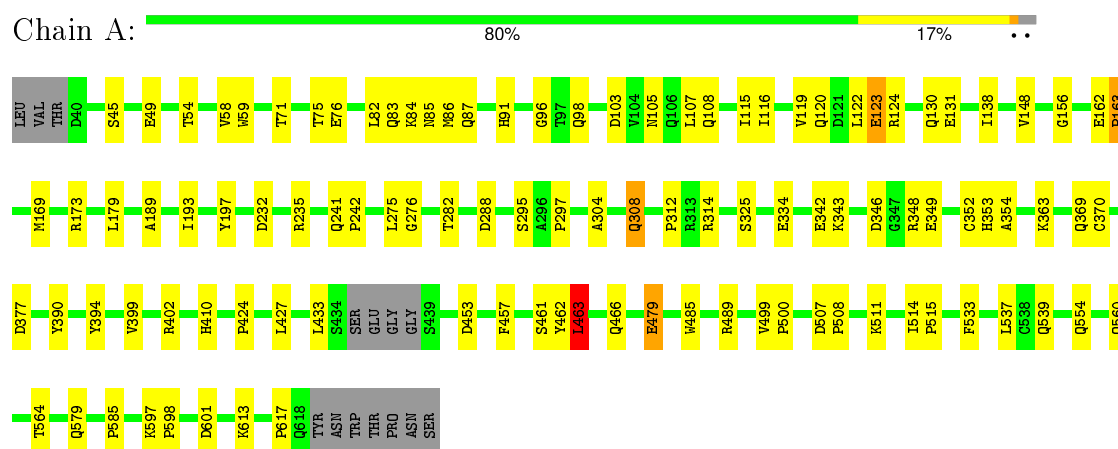 Chain A:
80% 17% • •
LEU VAL THR D40 S45 E49 T54 V58 W59 T71 T75 E76 L82 Q83 K84 N85 M86 Q87 H91 G96 T97 Q98 D103 V104 N105 Q106 L107 Q108 I115 I116 V119 Q120 D121 L122 E123 R124 Q130 E131 I138 V148 G156 E162
M169 R173 L179 A189 I193 Y197 D232 R235 Q241 P242 L275 G276 T282 D288 S295 A296 P297 A304 Q308 P312 R313 R314 S325 E334 E342 K343 D346 G347 R348 E349 C352 H353 A354 K363 Q369 C370
D377 Y390 Y394 V399 R402 H410 P424 L427 L433 S434 SER GLU GLY GLY S439 D453 F457 S461 Y462 L463 Q466 E479 W485 R489 V499 P500 D507 P508 K511 I514 P515 F533 L537 C538 Q539 Q554
T564 Q579 P585 K597 P598 D601 K613 P617 Q618 TYR ASN TRP THR PRO ASN SER